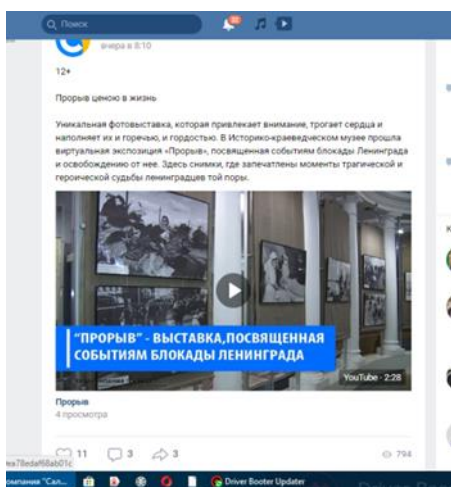 Поиск
вчера в 8:10
12+
Прорыв ценою в жизнь
Уникальная фотовыставка, которая привлекает внимание, трогает сердца и
наполняет их и горечью, и гордостью. В Историко-краеведческом музее прошла
виртуальная экспозиция «Прорыв», посвященная событиям блокады Ленинграда
и освобождению от нее. Здесь снимки, где запечатлены моменты трагической и
героической судьбы ленинградцев той поры.
"ПРОРЫВ" - ВЫСТАВКА,ПОСВЯЩЕННАЯ
СОБЫТИЯМ БЛОКАДЫ ЛЕНИНГРАДА
YouTube · 2:28
Прорыв
4 просмотра
11 3 3 794
омпания "Сал... Driver Booter Updater